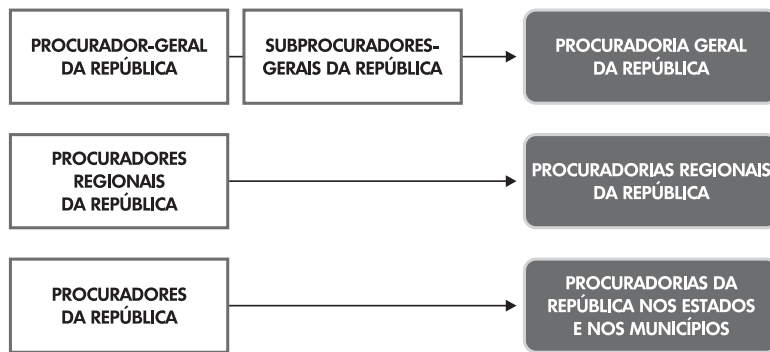 PROCURADOR-GERAL
DA REPÚBLICA
SUBPROCURADORES-
GERAIS DA REPÚBLICA
PROCURADORIA GERAL
DA REPÚBLICA
PROCURADORES
REGIONAIS
DA REPÚBLICA
PROCURADORIAS REGIONAIS
DA REPÚBLICA
PROCURADORES
DA REPÚBLICA
PROCURADORIAS DA
REPÚBLICA NOS ESTADOS
E NOS MUNICÍPIOS